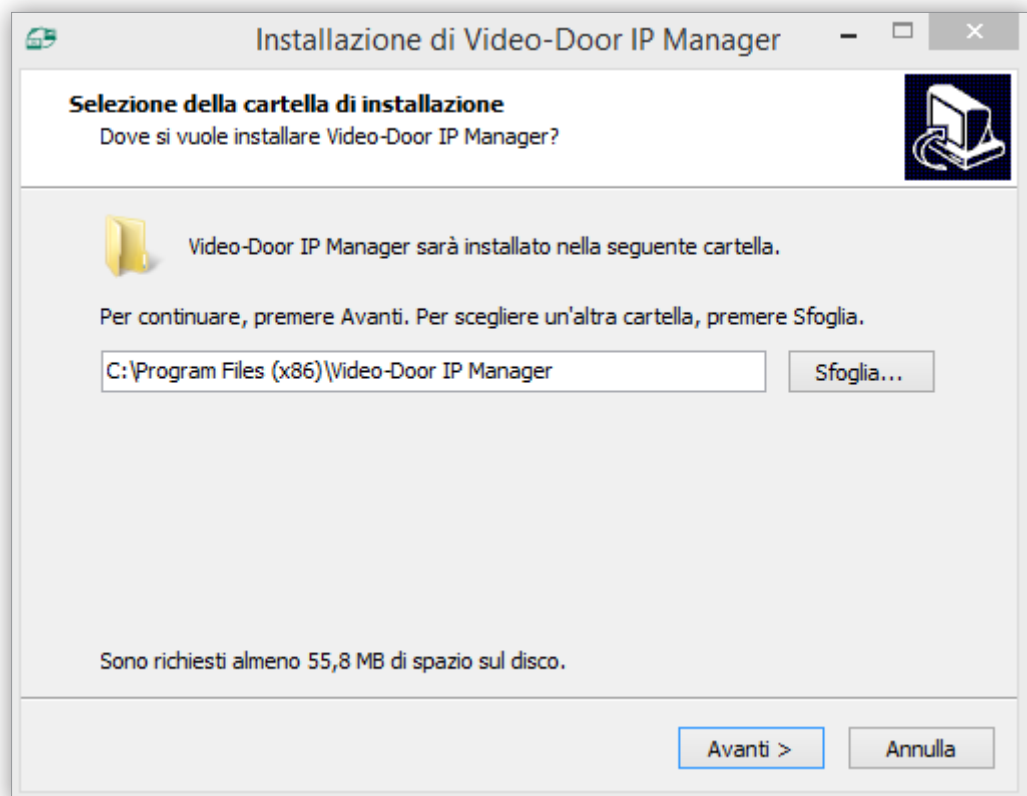 Installazione di Video-Door IP Manager
Selezione della cartella di installazione
Dove si vuole installare Video-Door IP Manager?
Video-Door IP Manager sarà installato nella seguente cartella.
Per continuare, premere Avanti. Per scegliere un'altra cartella, premere Sfoglia.
C:\Program Files (x86)\Video-Door IP Manager
Sfoglia...
Sono richiesti almeno 55,8 MB di spazio sul disco.
Avanti >
Annulla